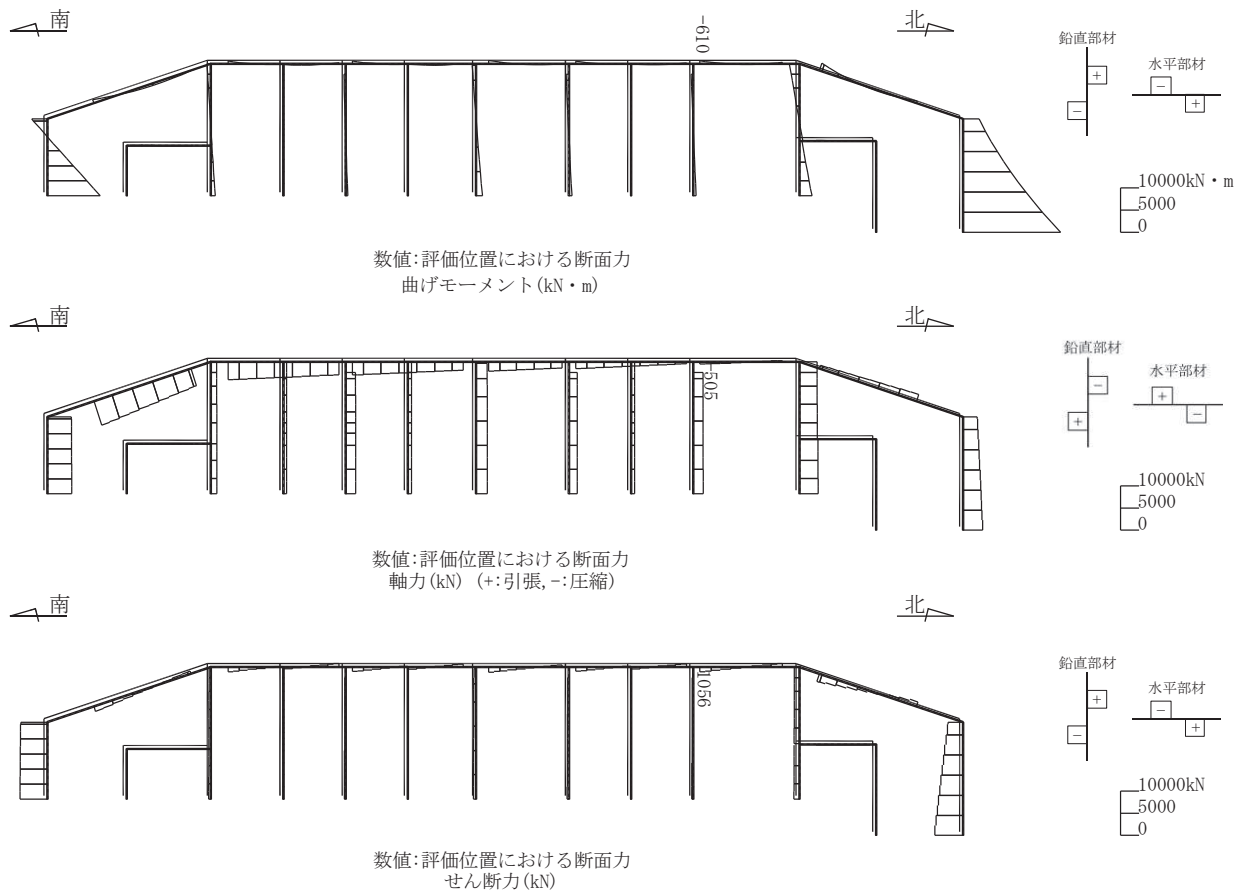 南
北
-610
鉛直部材
+
-
水平部材
-
+
10000kN・m
5000
0
数値:評価位置における断面力
曲げモーメント(kN・m)
南
北
-505
鉛直部材
-
+
水平部材
+
-
10000kN
5000
0
数値:評価位置における断面力
軸力(kN) (+:引張,-:圧縮)
南
北
1056
鉛直部材
+
-
水平部材
-
+
10000kN
5000
0
数値:評価位置における断面力
せん断力(kN)